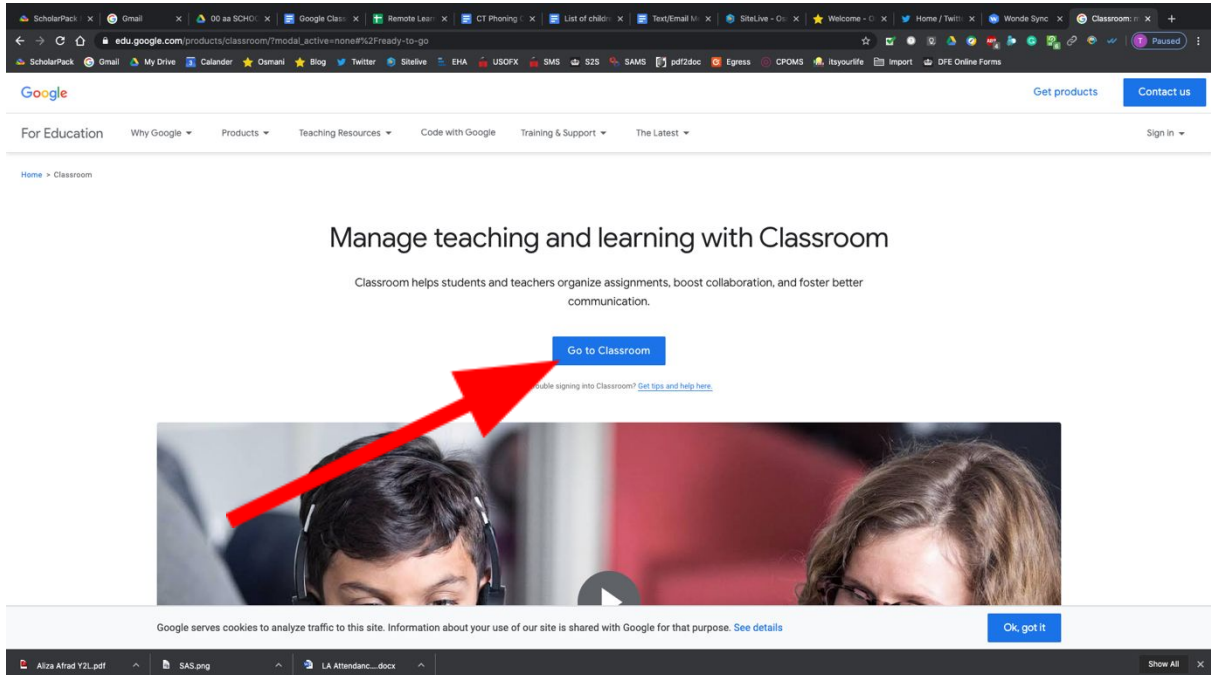 ScholarPack
Gmail
00 aa SCHOO
Google Class
Remote Learn
CT Phoning
List of childre
Text/Email M
SiteLive - Os
Welcome - O
Home / Twitt
Wonde Sync
Classroom: m
edu.google.com/products/classroom/?modal_active=none#%2Fready-to-go
Paused
ScholarPack Gmail My Drive Calander Osmani Blog Twitter Sitelive EHA USOFX SMS S2S SAMS pdf2doc Egress CPOMS itsyourlife Import DFE Online Forms
Google
Get products
Contact us
For Education Why Google Products Teaching Resources Code with Google Training & Support The Latest Sign in
Home > Classroom
Manage teaching and learning with Classroom
Classroom helps students and teachers organize assignments, boost collaboration, and foster better
communication.
Go to Classroom
signing into Classroom? Get tips and help here.
Google serves cookies to analyze traffic to this site. Information about your use of our site is shared with Google for that purpose. See details
Ok, got it
Aliza Afrad Y2L.pdf
SAS.png
LA Attendanc....docx
Show All